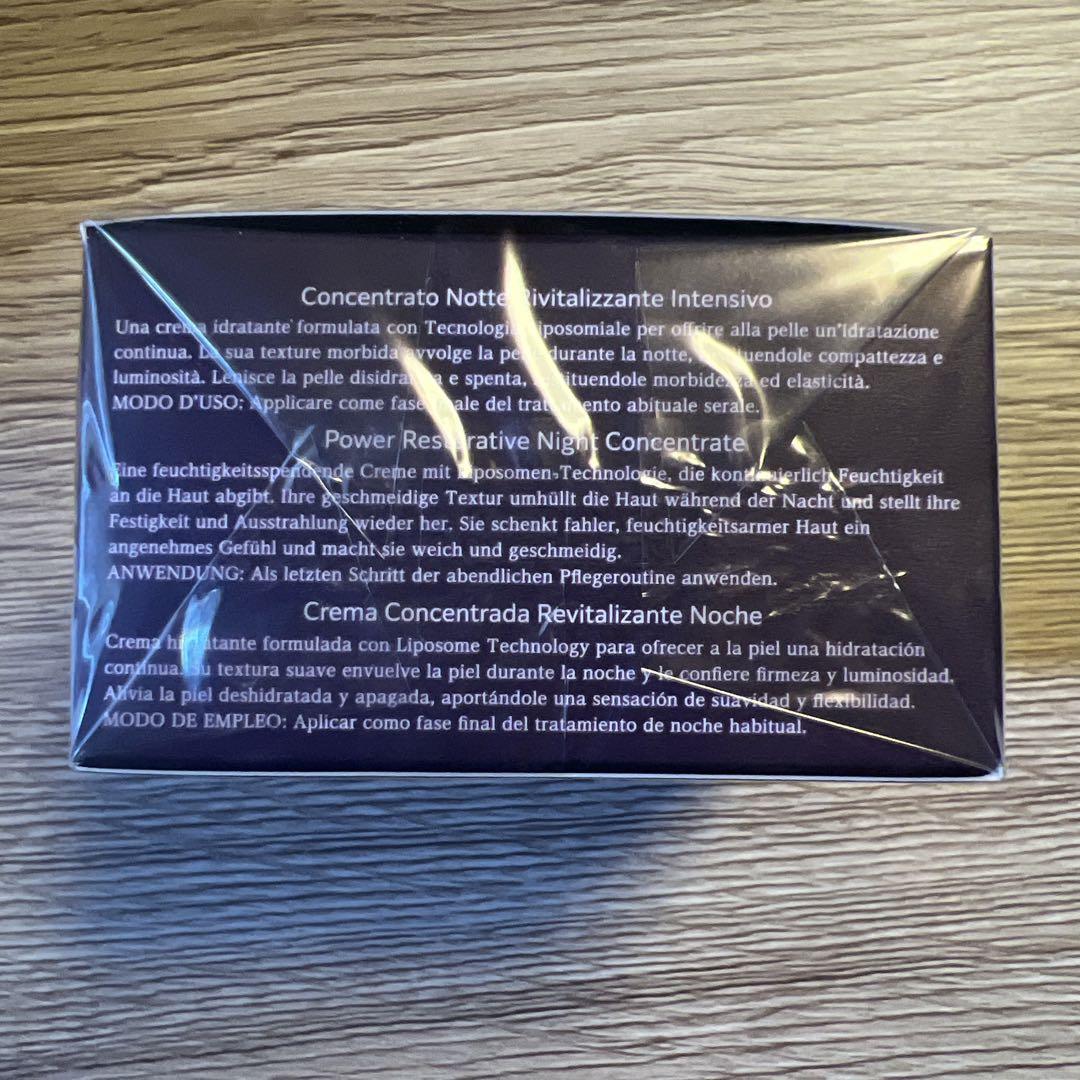 Concentrato Notte Rivitalizzante Intensivo
Una crema idratante formulata con Tecnologia Liposomiale per offrire alla pelle un'idratazione
continua. La sua texture morbida avvolge la pelle durante la notte, compattezza e
luminosità. Lenisce la pelle disidratata e spenta, restituendole morbidezza ed elasticità.
MODO D'USO: Applicare come fase finale del trattamento abituale serale.
Power Restorative Night Concentrate
Eine feuchtigkeitsspendende Creme mit Liposomen-Technologie, die kontinuierlich Feuchtigkeit
an die Haut abgibt. Ihre geschmeidige Textur umhüllt die Haut während der Nacht und stellt ihre
Festigkeit und Ausstrahlung wieder her. Sie schenkt fahler, feuchtigkeitsarmer Haut ein
angenehmes Gefühl und macht sie weich und geschmeidig.
ANWENDUNG: Als letzten Schritt der abendlichen Pflegeroutine anwenden.
Crema Concentrada Revitalizante Noche
Crema hidratante formulada con Liposome Technology para ofrecer a la piel una hidratación
continua. Su textura suave envuelve la piel durante la noche y le confiere firmeza y luminosidad.
Alivia la piel deshidratada y apagada, aportándole una sensación de suavidad y flexibilidad.
MODO DE EMPLEO: Aplicar como fase final del tratamiento de noche habitual.